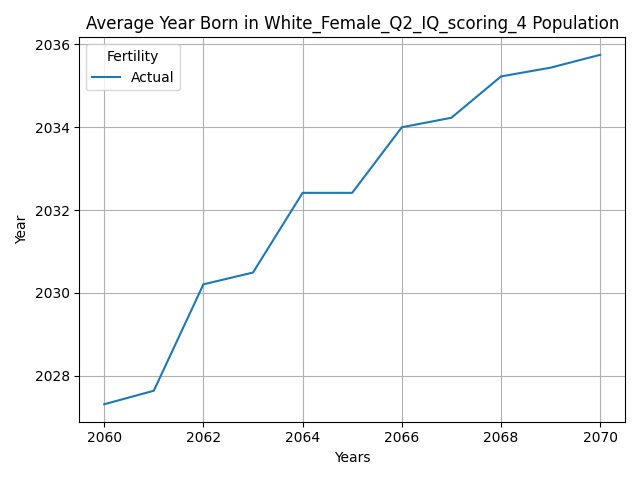 Average Year Born in White_Female_Q2_IQ_scoring_4 Population
Fertility
Actual
Year
2036
2034
2032
2030
2028
2060 2062 2064 2066 2068 2070
Years